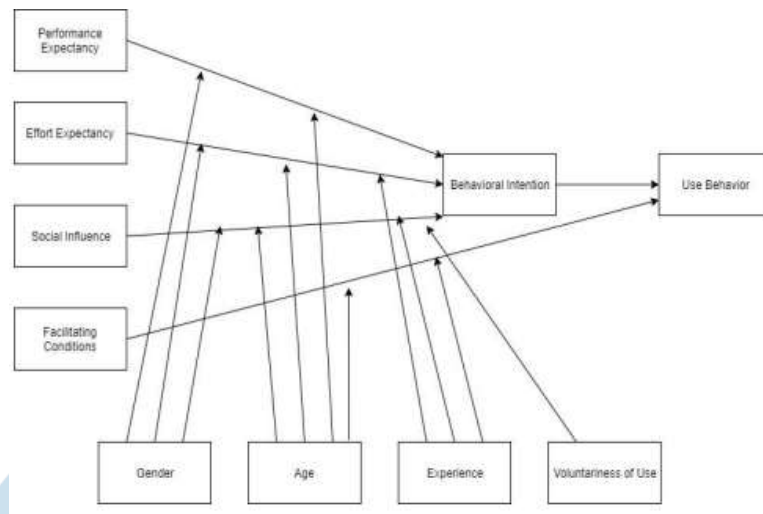 Performance
Expectancy
Effort Expectancy
Behavioral Intention
Use Behavior
Social Influence
Facilitating
Conditions
Gender
Age
Experience
Voluntariness of Use